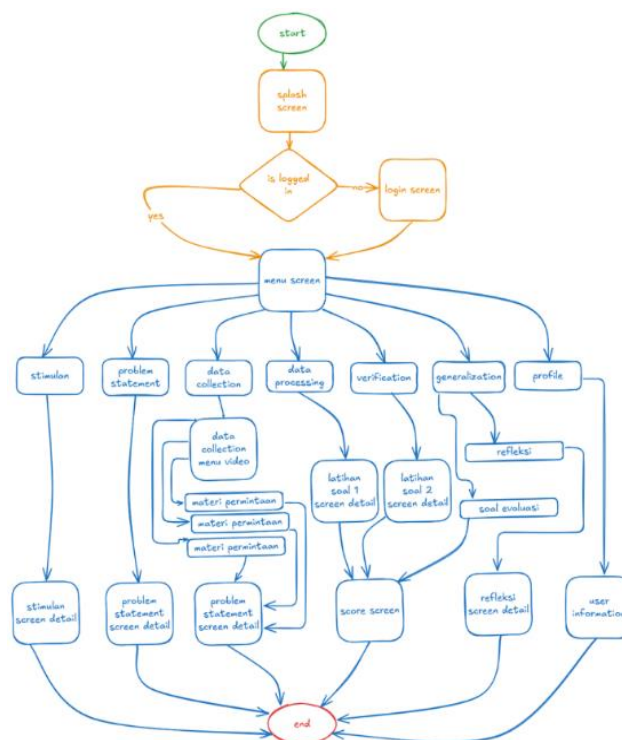 start
splash
screen
is logged
in
no
login screen
yes
menu screen
stimulan
problem
statement
data
collection
data
processing
verification
generalization
profile
data
collection
menu video
refleksi
latihan
soal 1
screen detail
latihan
soal 2
screen detail
materi permintaan
soal evaluasi
materi permintaan
materi permintaan
stimulan
screen detail
problem
statement
screen detail
problem
statement
screen detail
score screen
refleksi
screen detail
user
information
end